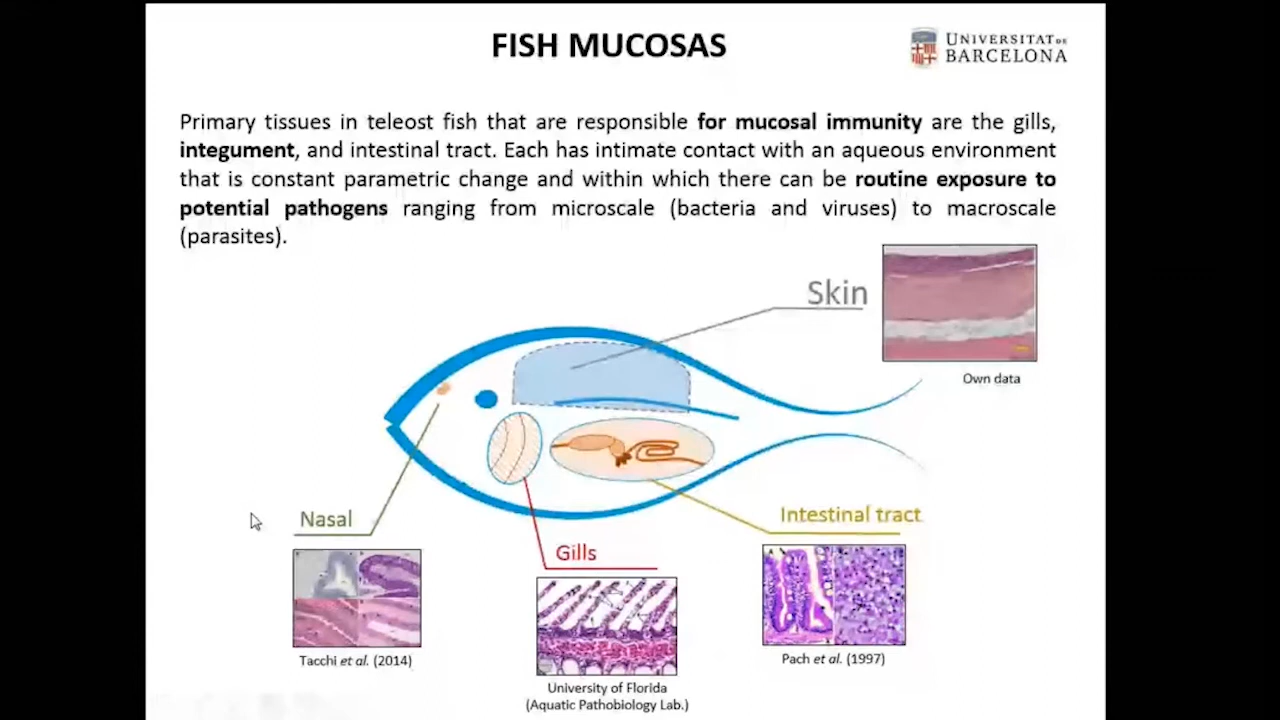 FISH MUCOSAS
UNIVERSITAT DE
BARCELONA
Primary tissues in teleost fish that are responsible for mucosal immunity are the gills,
integument, and intestinal tract. Each has intimate contact with an aqueous environment
that is constant parametric change and within which there can be routine exposure to
potential pathogens ranging from microscale (bacteria and viruses) to macroscale
(parasites).
Skin
Own data
Nasal
Gills
Intestinal tract
Tacchi et al. (2014)
University of Florida
(Aquatic Pathobiology Lab.)
Pach et al. (1997)